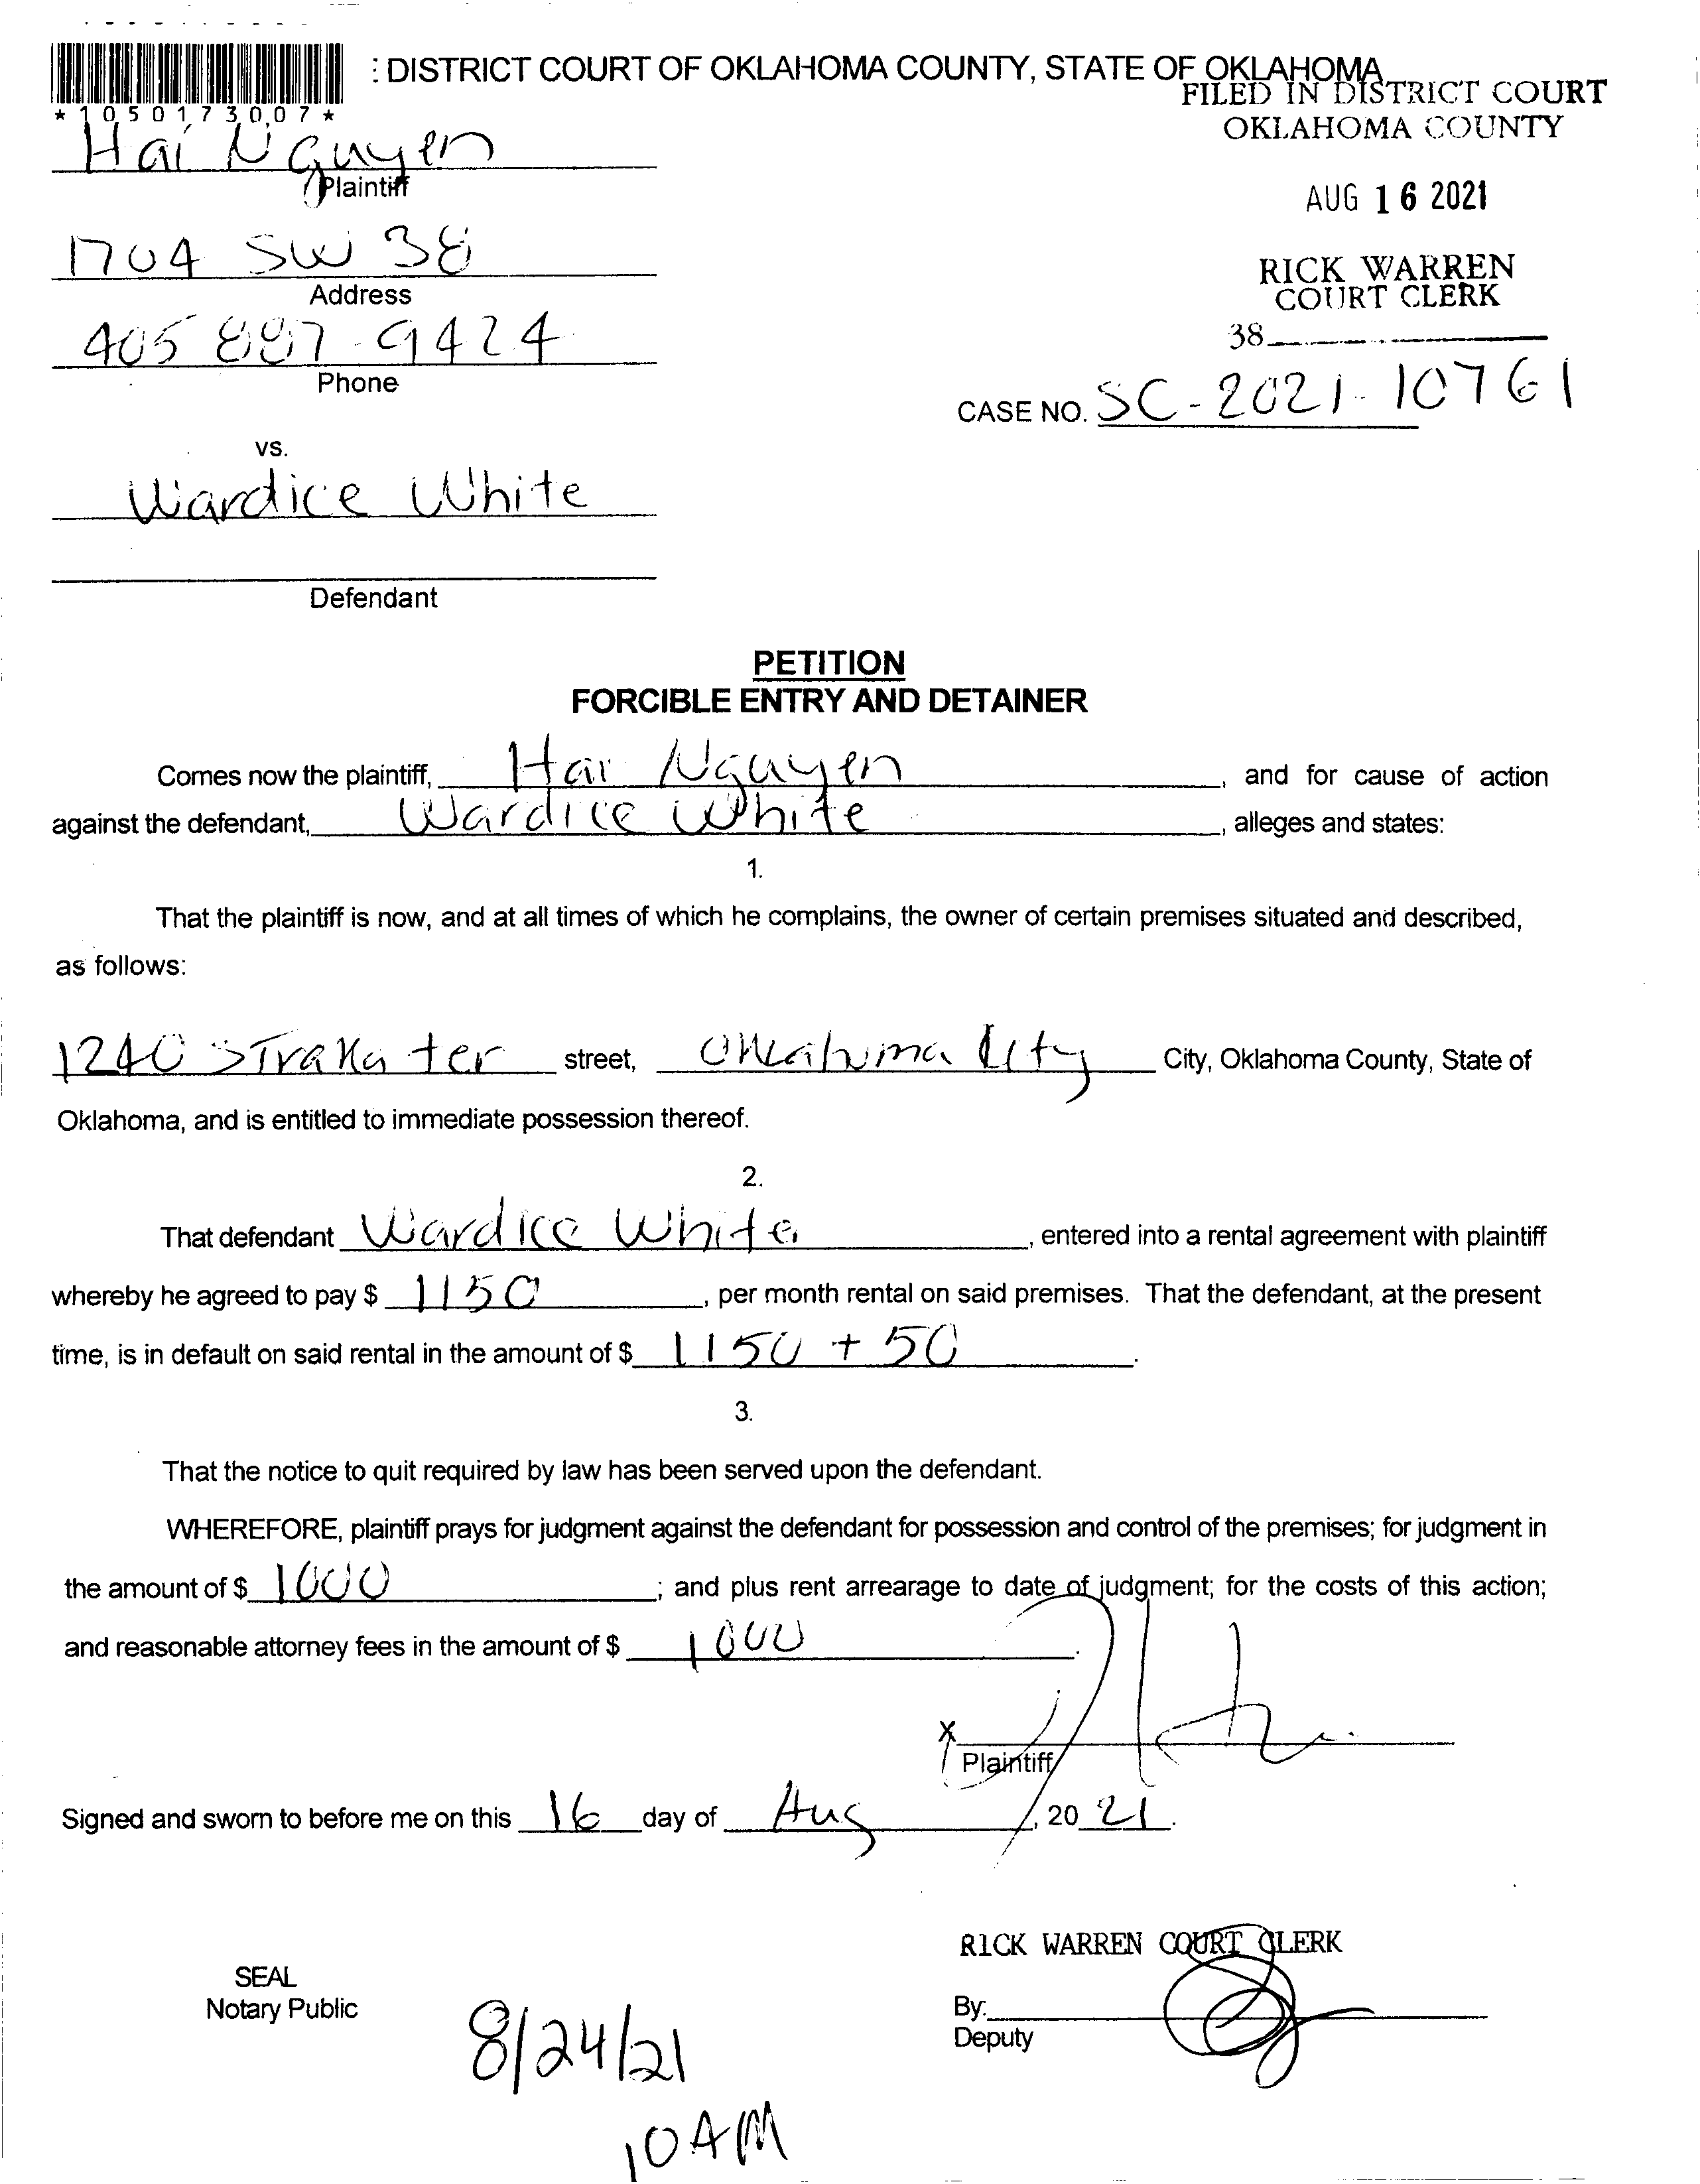 : DISTRICT COURT OF OKLAHOMA COUNTY, STATE OF OKLAHOMA
FILED IN DISTRICT COURT
OKLAHOMA COUNTY
* 1 0 5 0 1 7 3 0 0 7 *
Hai Nguyen
Plaintiff
AUG 16 2021
1704 SW 38
Address
RICK WARREN
COURT CLERK
405 887-9424
Phone
38
CASE NO. SC-2021-10761
vs.
Wardice White
Defendant
PETITION
FORCIBLE ENTRY AND DETAINER
Comes now the plaintiff, Hai Nguyen, and for cause of action
against the defendant, Wardice White, alleges and states:
1.
That the plaintiff is now, and at all times of which he complains, the owner of certain premises situated and described,
as follows:
1240 Straka ter street, Oklahoma City City, Oklahoma County, State of
Oklahoma, and is entitled to immediate possession thereof.
2.
That defendant Wardice White, entered into a rental agreement with plaintiff
whereby he agreed to pay $ 1150, per month rental on said premises. That the defendant, at the present
time, is in default on said rental in the amount of $ 1150 + 50.
3.
That the notice to quit required by law has been served upon the defendant.
WHEREFORE, plaintiff prays for judgment against the defendant for possession and control of the premises; for judgment in
the amount of $ 1000; and plus rent arrearage to date of judgment; for the costs of this action;
and reasonable attorney fees in the amount of $ 1000.
X
Plaintiff
Signed and sworn to before me on this 16 day of Aug, 20 21.
RICK WARREN COURT CLERK
SEAL
Notary Public
By:
Deputy
8/24/21
10 AM